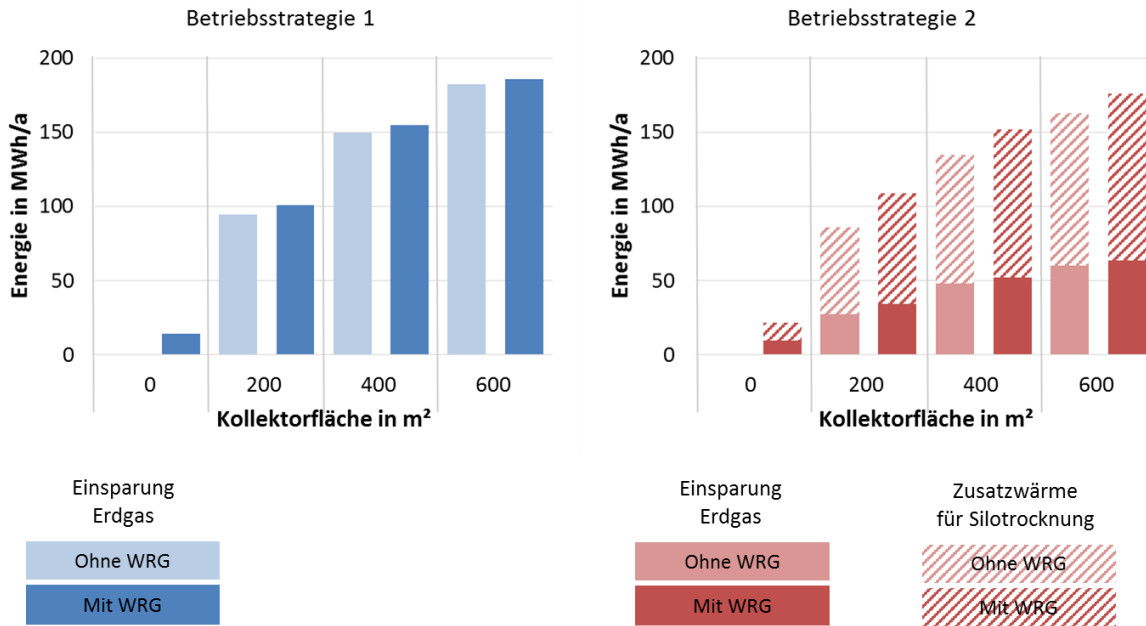 Betriebsstrategie 1
200
150
100
50
0
Energie in MWh/a
0 200 400 600
Kollektorfläche in m²
Einsparung
Erdgas
Ohne WRG
Mit WRG
Betriebsstrategie 2
200
150
100
50
0
Energie in MWh/a
0 200 400 600
Kollektorfläche in m²
Einsparung
Erdgas
Ohne WRG
Mit WRG
Zusatzwärme
für Silotrocknung
Ohne WRG
Mit WRG